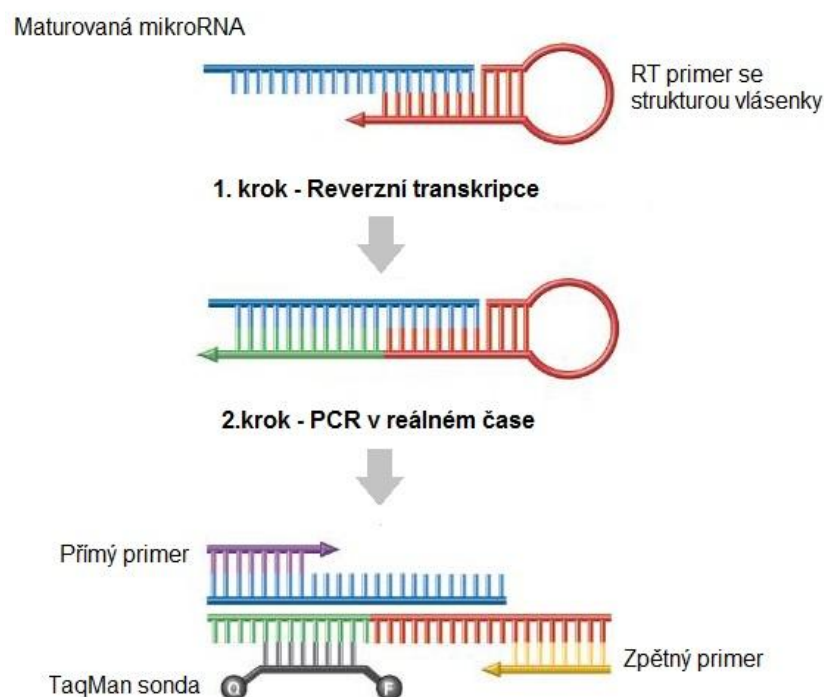 Maturovaná mikroRNA
RT primer se
strukturou vlásenky
1. krok - Reverzní transkripce
2.krok - PCR v reálném čase
Přímý primer
Zpětný primer
TaqMan sonda
Q
F